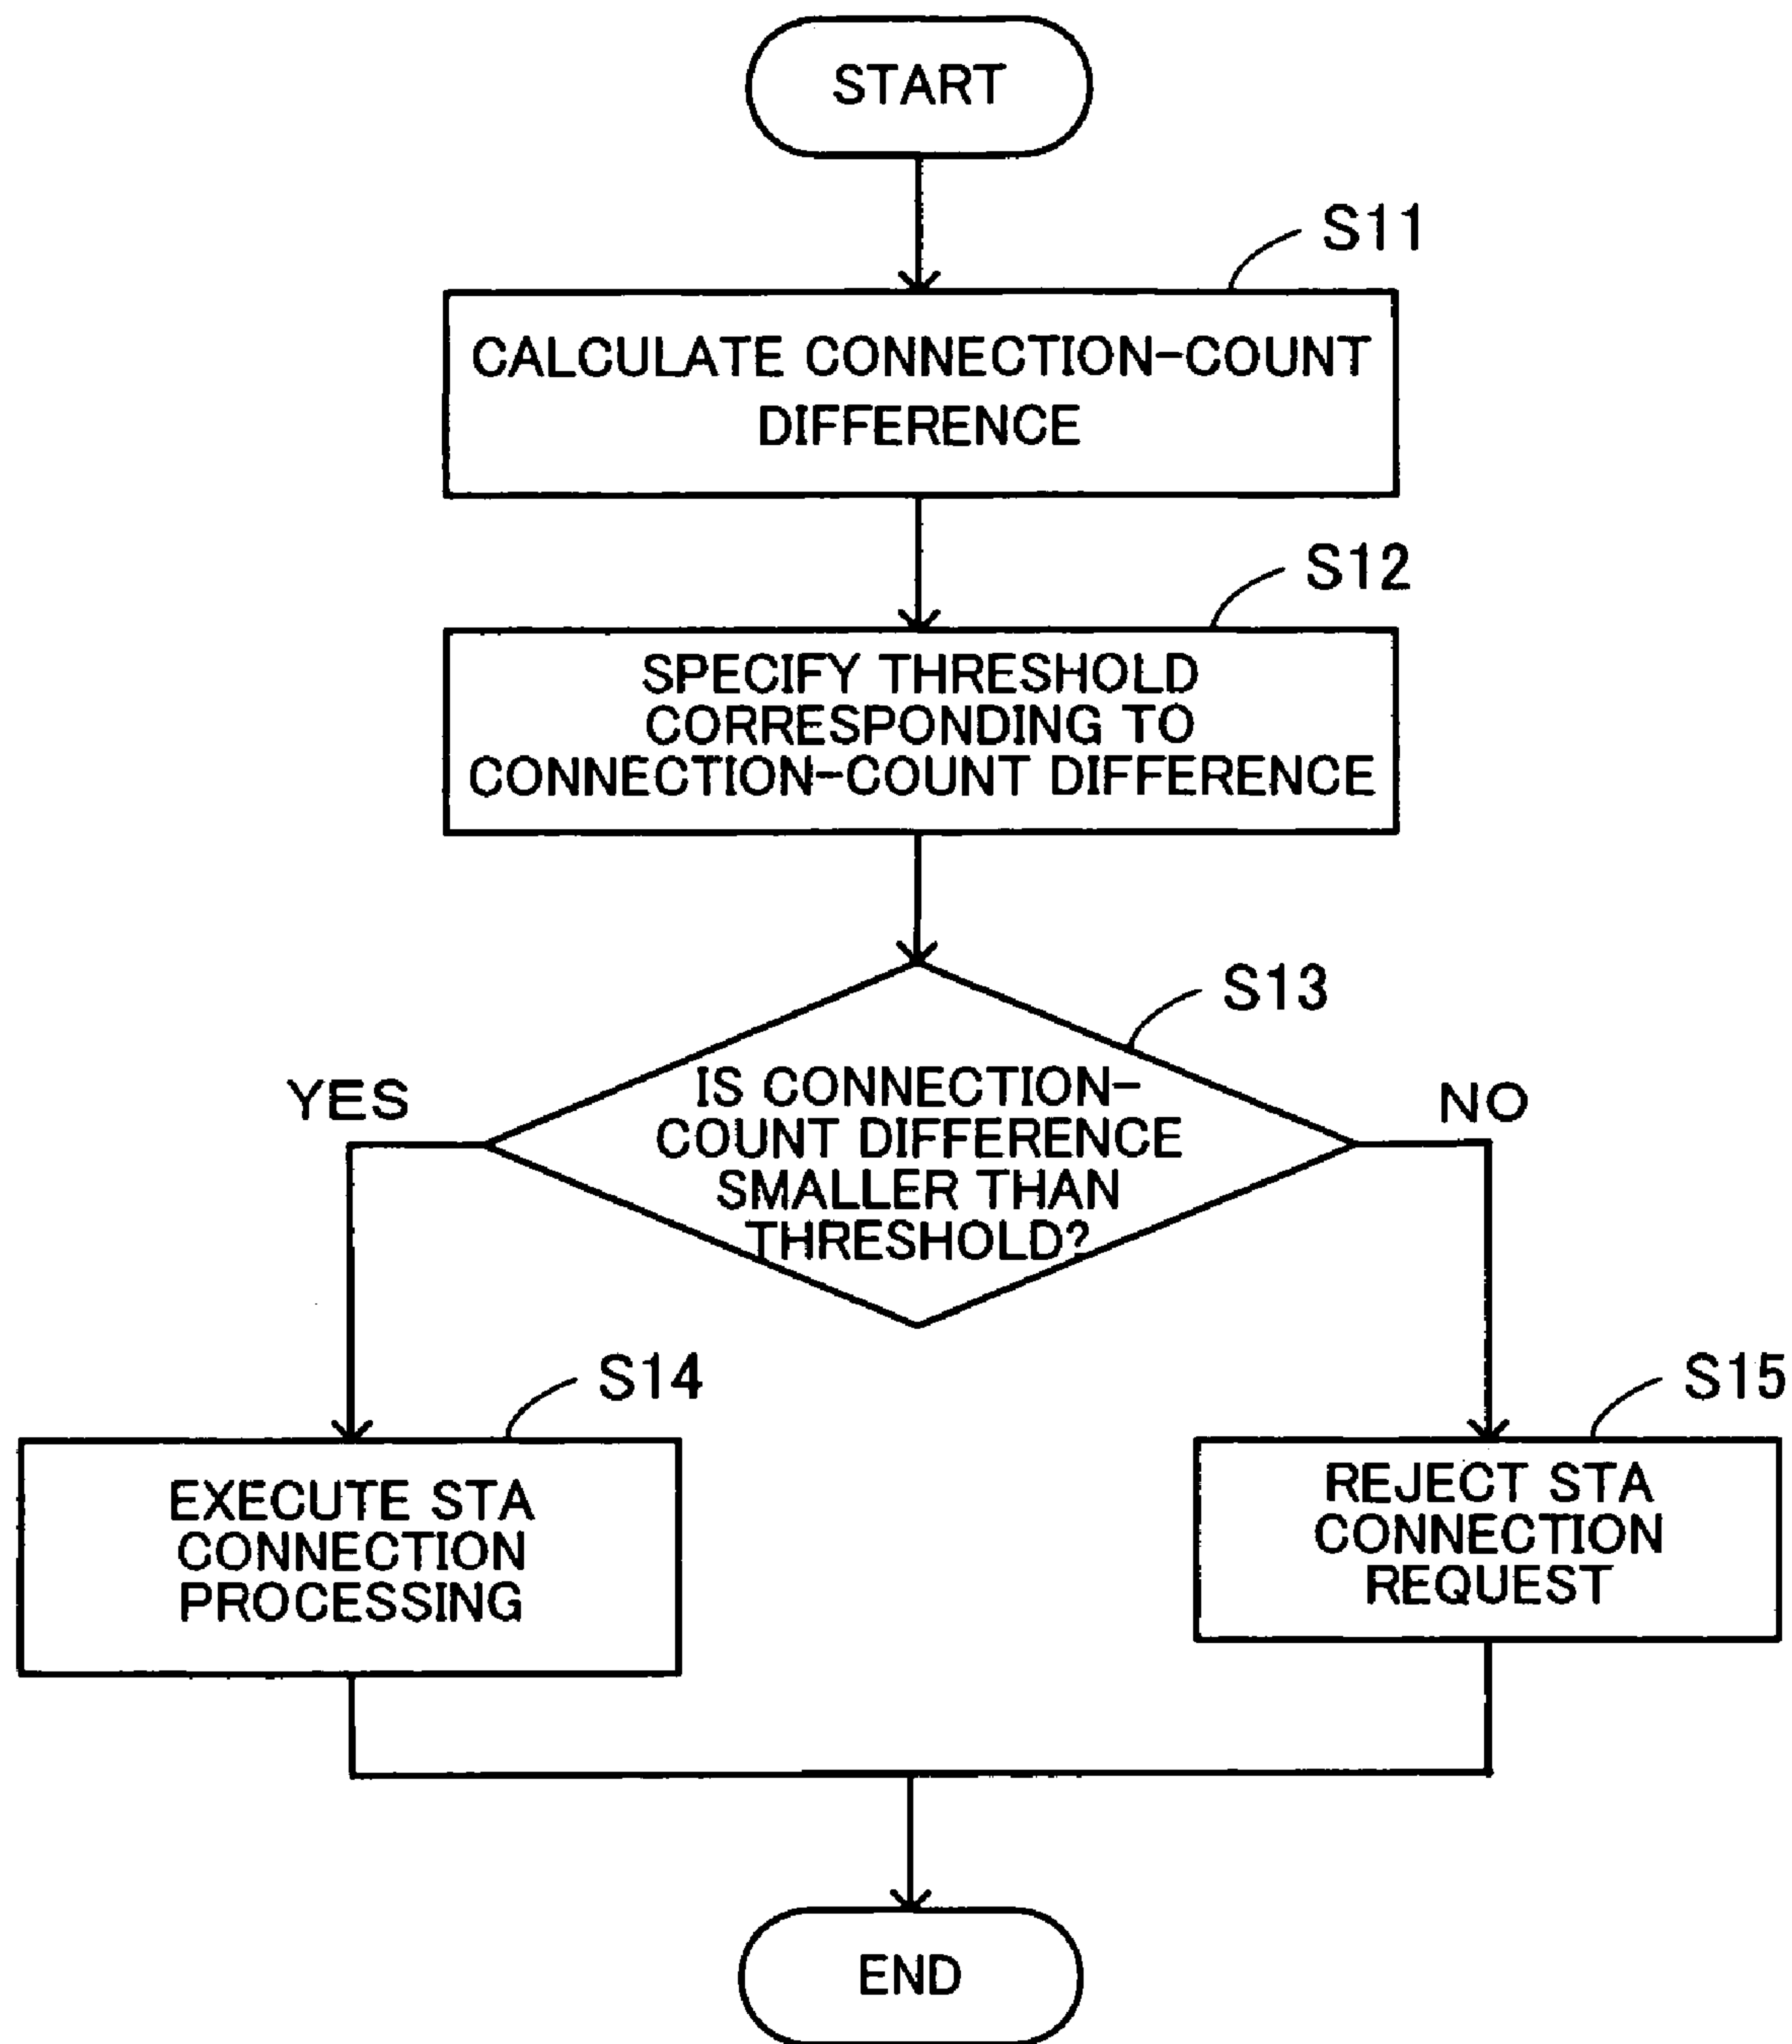 START
S11
CALCULATE CONNECTION-COUNT
DIFFERENCE
S12
SPECIFY THRESHOLD
CORRESPONDING TO
CONNECTION-COUNT DIFFERENCE
S13
IS CONNECTION-
COUNT DIFFERENCE
SMALLER THAN
THRESHOLD?
YES
NO
S14
EXECUTE STA
CONNECTION
PROCESSING
S15
REJECT STA
CONNECTION
REQUEST
END